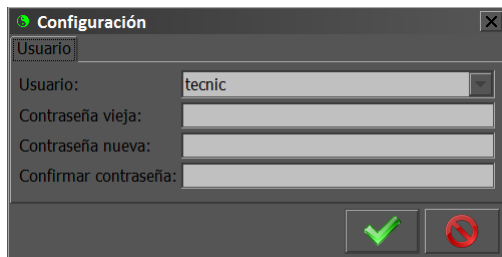 Configuración
Usuario
Usuario: tecnic
Contraseña vieja:
Contraseña nueva:
Confirmar contraseña: